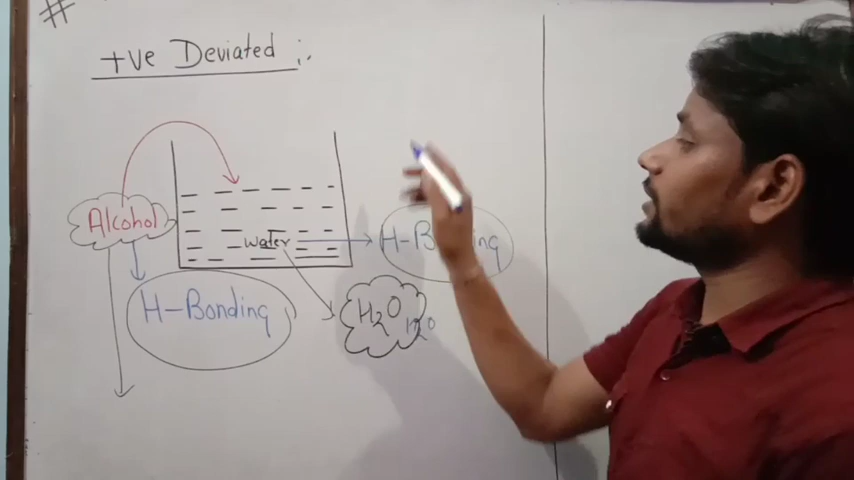 #
+ve Deviated :-
Alcohol
water
H-Bonding
H-Bonding
H2O
H2O